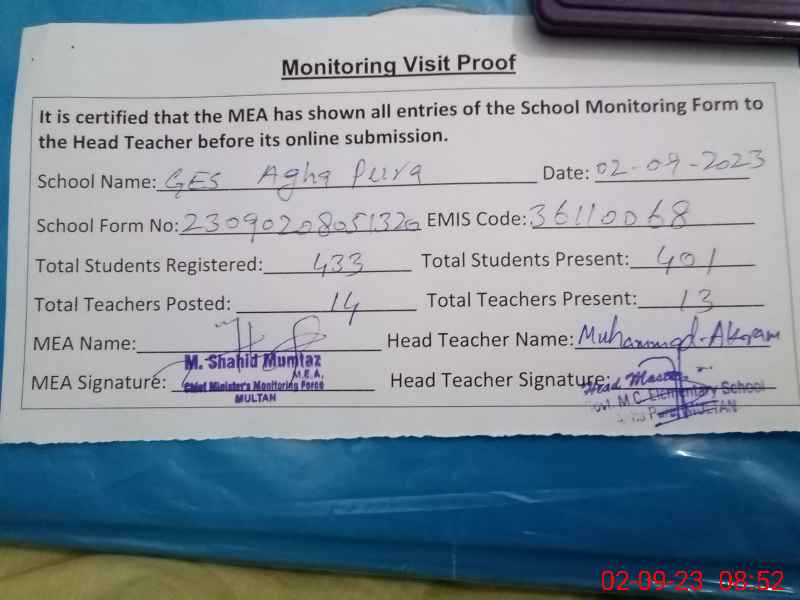 Monitoring Visit Proof
It is certified that the MEA has shown all entries of the School Monitoring Form to
the Head Teacher before its online submission.
School Name: GES Agha Pura Date: 02-09-2023
School Form No: EMIS Code: 36110068
Total Students Registered: 433 Total Students Present: 401
Total Teachers Posted: 14 Total Teachers Present: 13
MEA Name: Head Teacher Name: Muhammad-Akram
M. Shahid Mumtaz
M.E.A.
MEA Signature: Chief Minister's Monitoring Force Head Teacher Signature: Head Master
MULTAN
Govt. M.C. Elementary School
MULTAN
02-09-23 08:52